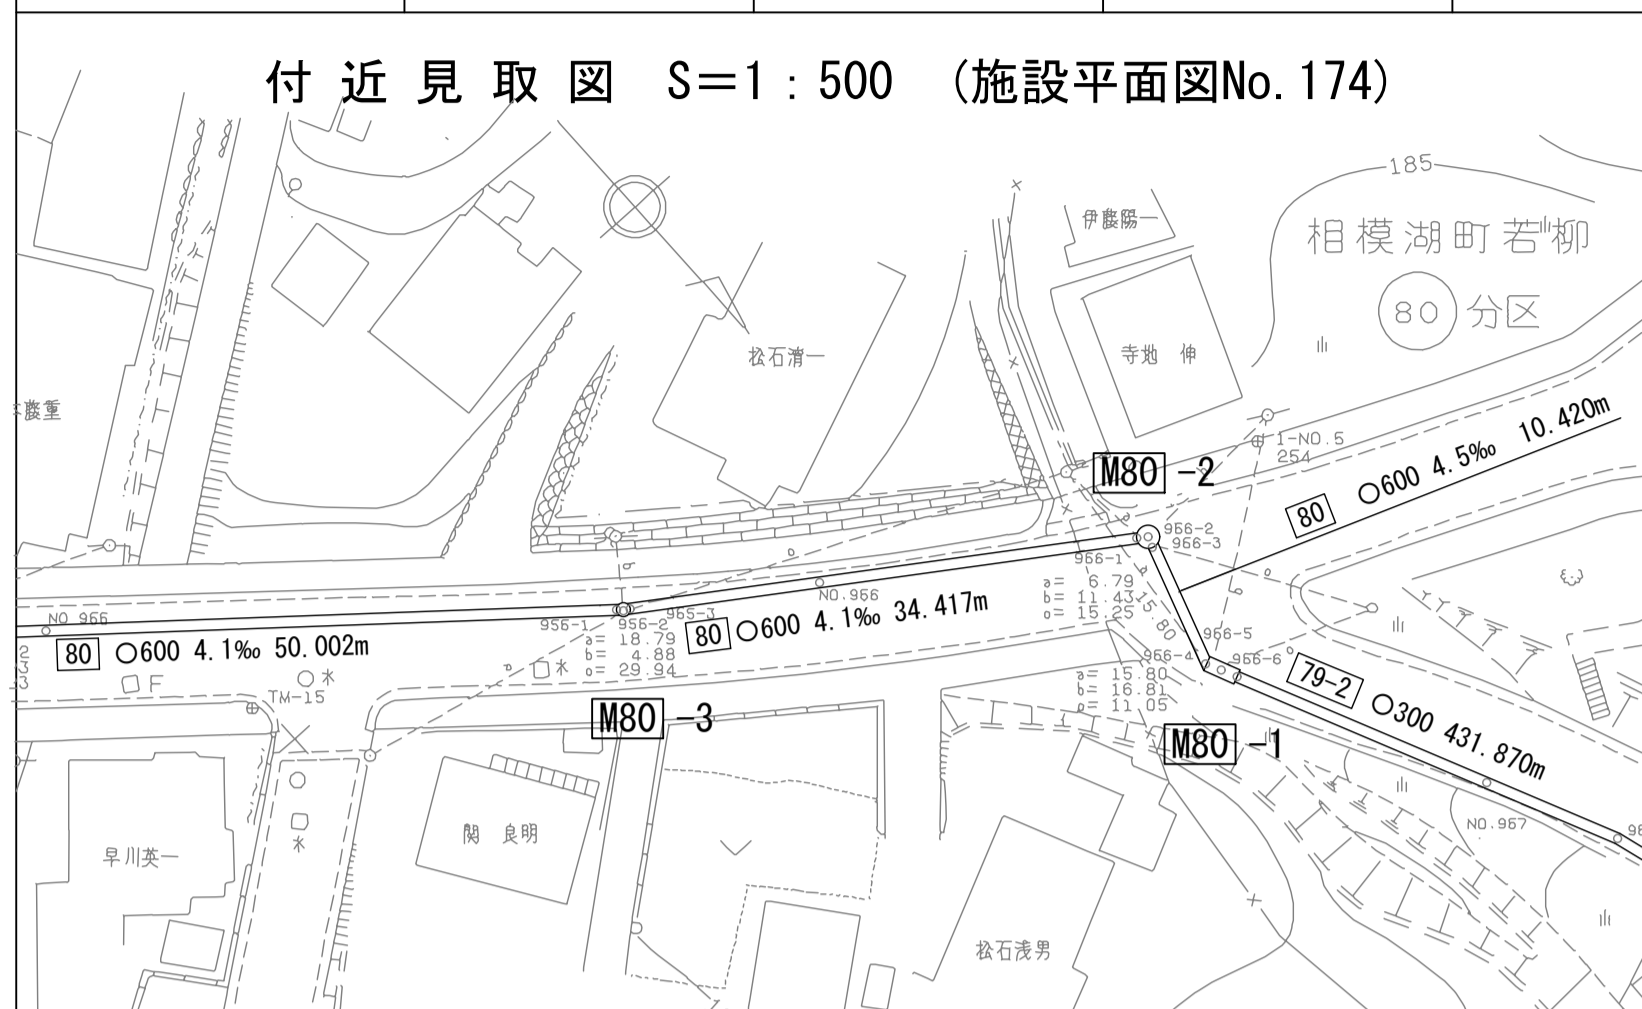 付近見取図 S=1:500 (施設平面図No.174)
185
相模湖町若柳
80 分区
伊藤陽一
寺地 伸
松石清一
1-NO.5
254
M80 -2
80 ○600 4.5‰ 10.420m
966-2
966-3
966-1
a= 6.79
b= 11.43
c= 15.25
15.80
NO.966
NO 966
80 ○600 4.1‰ 50.002m
956-1 956-2 965-3
a= 18.79
b= 4.88
c= 29.94
80 ○600 4.1‰ 34.417m
966-5
966-4 966-6
a= 15.80
b= 16.81
c= 11.05
79-2 ○300 431.870m
水
F
水
TM-15
M80 -3
M80 -1
水
早川英一
関 良明
松石浅男
NO.967